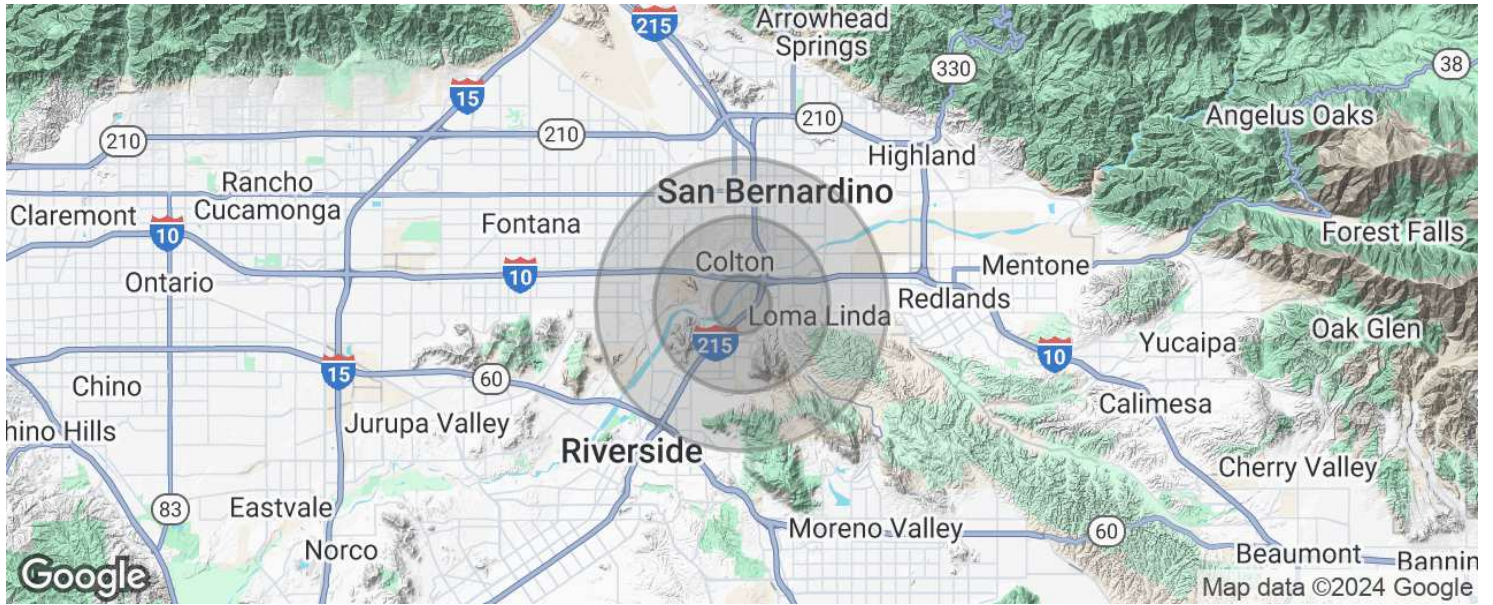 215
Arrowhead
Springs
330
38
15
210
210
210
Angelus Oaks
Highland
Rancho
Cucamonga
San Bernardino
Claremont
Fontana
10
Forest Falls
Colton
Mentone
Ontario
10
Redlands
Loma Linda
Oak Glen
215
Yucaipa
10
15
60
Chino
Calimesa
Jurupa Valley
hino Hills
Riverside
Cherry Valley
83
Eastvale
Moreno Valley
60
Norco
Beaumont
Bannin
Google
Map data ©2024 Google